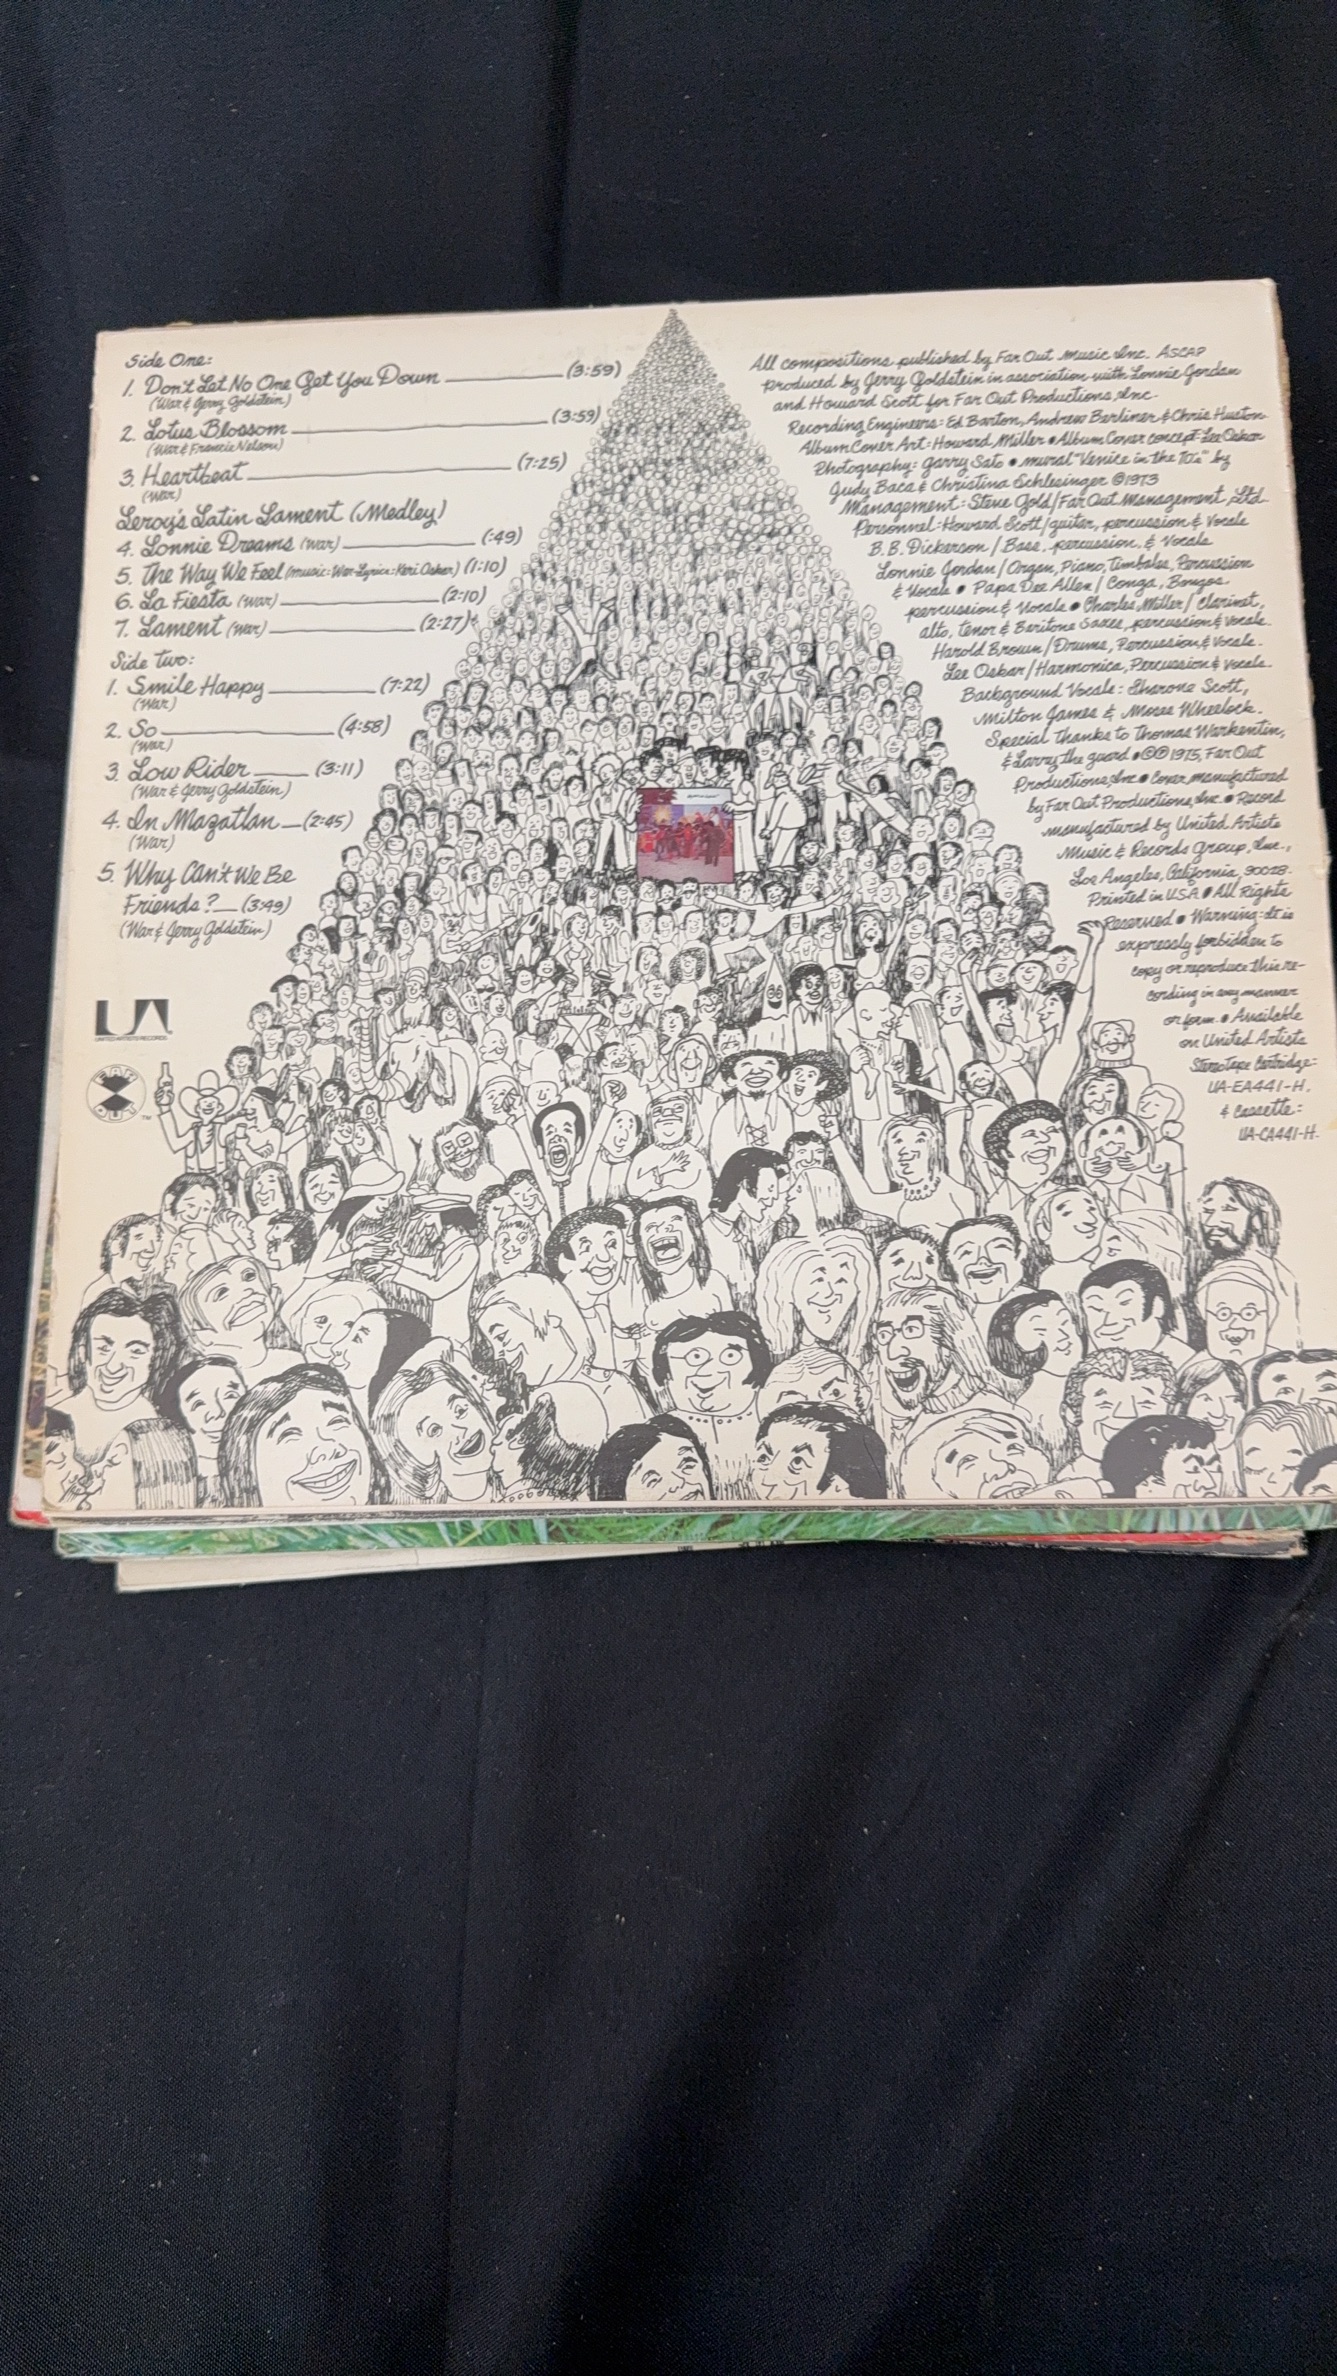 Side One:
1. Don't Let No One Get You Down (3:59)
(War & Jerry Goldstein)
2. Lotus Blossom (3:59)
(War & Francie Nelson)
3. Heartbeat (7:25)
(War)
Leroy's Latin Lament (Medley)
4. Lonnie Dreams (War) (:49)
5. The Way We Feel (music: War-Lyrics: Keri Oskar) (1:10)
6. La Fiesta (War) (2:10)
7. Lament (War) (2:27)
Side Two:
1. Smile Happy (7:22)
(War)
2. So (4:58)
(War)
3. Low Rider (3:11)
(War & Jerry Goldstein)
4. In Mazatlan (2:45)
(War)
5. Why Can't We Be
Friends? (3:49)
(War & Jerry Goldstein)
UA
UNITED ARTISTS RECORDS
FAR
OUT
TM
All compositions published by Far Out Music Inc. ASCAP
Produced by Jerry Goldstein in association with Lonnie Jordan
and Howard Scott for Far Out Productions, Inc.
Recording Engineers: Ed Barton, Andrew Berliner & Chris Huston
Album Cover Art: Howard Miller • Album Cover concept: Lee Oskar
Photography: Garry Sato • mural "Venice in the 70's" by
Judy Baca & Christina Schlesinger © 1973
Management: Steve Gold/Far Out Management, Ltd.
Personnel: Howard Scott/guitar, percussion & Vocals
B.B. Dickerson/Bass, percussion, & Vocals
Lonnie Jordan/Organ, Piano, Timbales, Percussion
& Vocals • Papa Dee Allen/Conga, Bongos
percussion & Vocals • Charles Miller/Clarinet,
alto, tenor & Baritone Saxes, percussion & Vocals.
Harold Brown/Drums, Percussion & Vocals.
Lee Oskar/Harmonica, Percussion & Vocals.
Background Vocals: Sharone Scott,
Milton James & Moses Wheelock.
Special Thanks to Thomas Warkentin,
& Larry the guard • © ℗ 1975, Far Out
Productions, Inc. • Cover manufactured
by Far Out Productions, Inc. • Record
manufactured by United Artists
Music & Records Group, Inc.,
Los Angeles, California, 90028.
Printed in U.S.A. • All Rights
Reserved • Warning: It is
expressly forbidden to
copy or reproduce this re-
cording in any manner
or form. • Available
on United Artists
Stereo Tape Cartridge:
UA-EA441-H.
& Cassette:
UA-CA441-H.